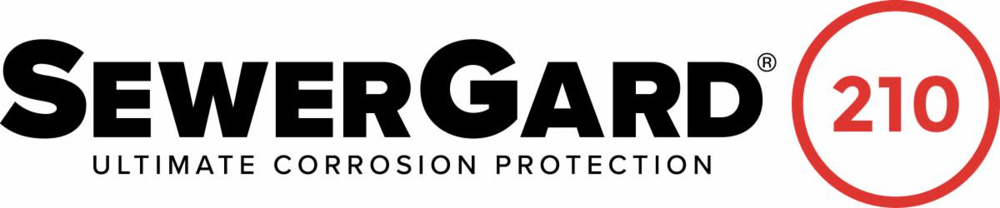 SEWERGARD® 210
ULTIMATE CORROSION PROTECTION